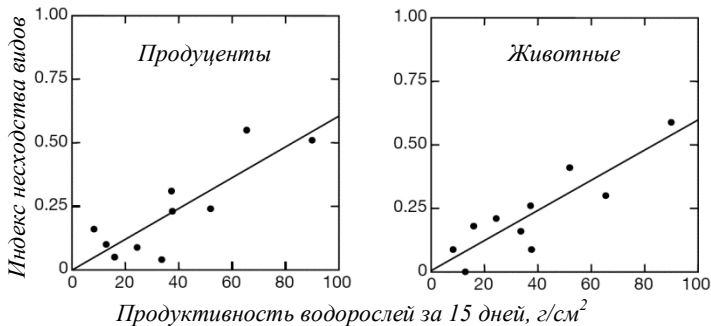 Индекс несходства видов
Продуценты
1.00
0.75
0.50
0.25
0
0 20 40 60 80 100
Животные
1.00
0.75
0.50
0.25
0
0 20 40 60 80 100
Продуктивность водорослей за 15 дней, г/см²